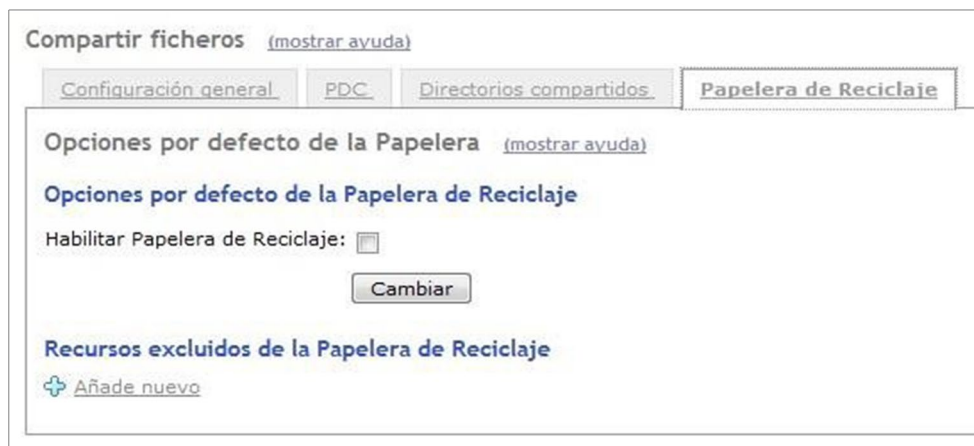 Compartir ficheros (mostrar ayuda)
Configuración general PDC Directorios compartidos Papelera de Reciclaje
Opciones por defecto de la Papelera (mostrar ayuda)
Opciones por defecto de la Papelera de Reciclaje
Habilitar Papelera de Reciclaje:
Cambiar
Recursos excluidos de la Papelera de Reciclaje
Añade nuevo